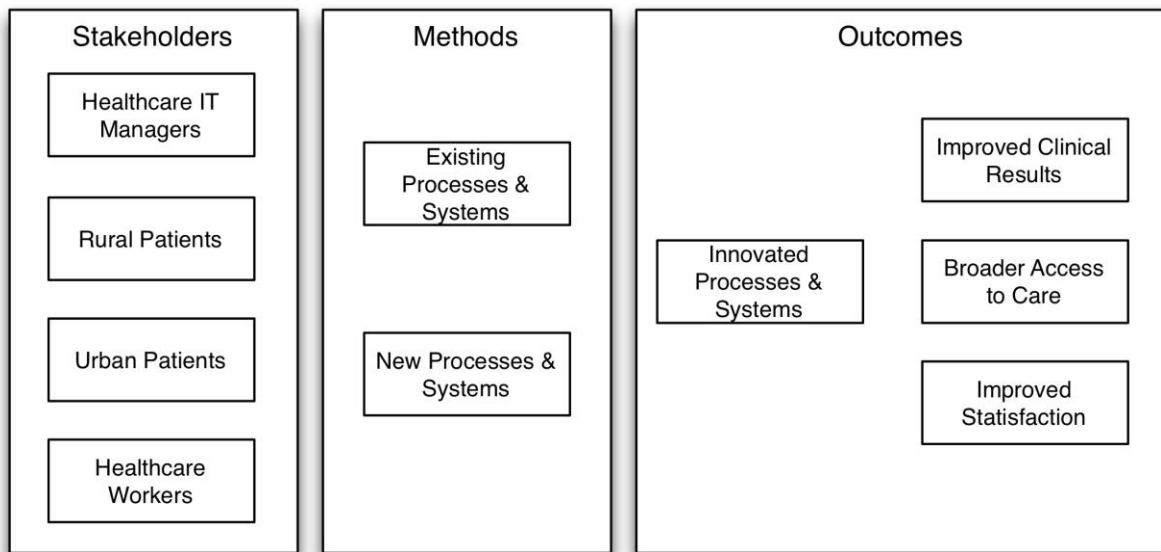 Stakeholders
Healthcare IT
Managers
Rural Patients
Urban Patients
Healthcare
Workers
Methods
Existing
Processes &
Systems
New Processes &
Systems
Outcomes
Innovated
Processes &
Systems
Improved Clinical
Results
Broader Access
to Care
Improved
Statisfaction